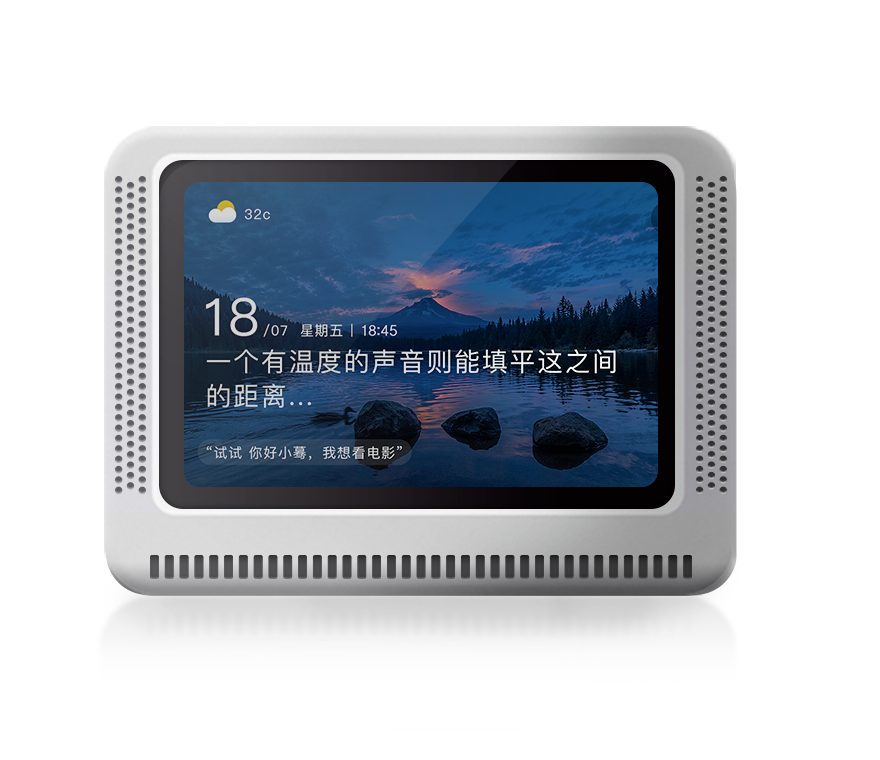 32c
18/07 星期五 | 18:45
一个有温度的声音则能填平这之间
的距离...
“试试 你好小蓦，我想看电影”